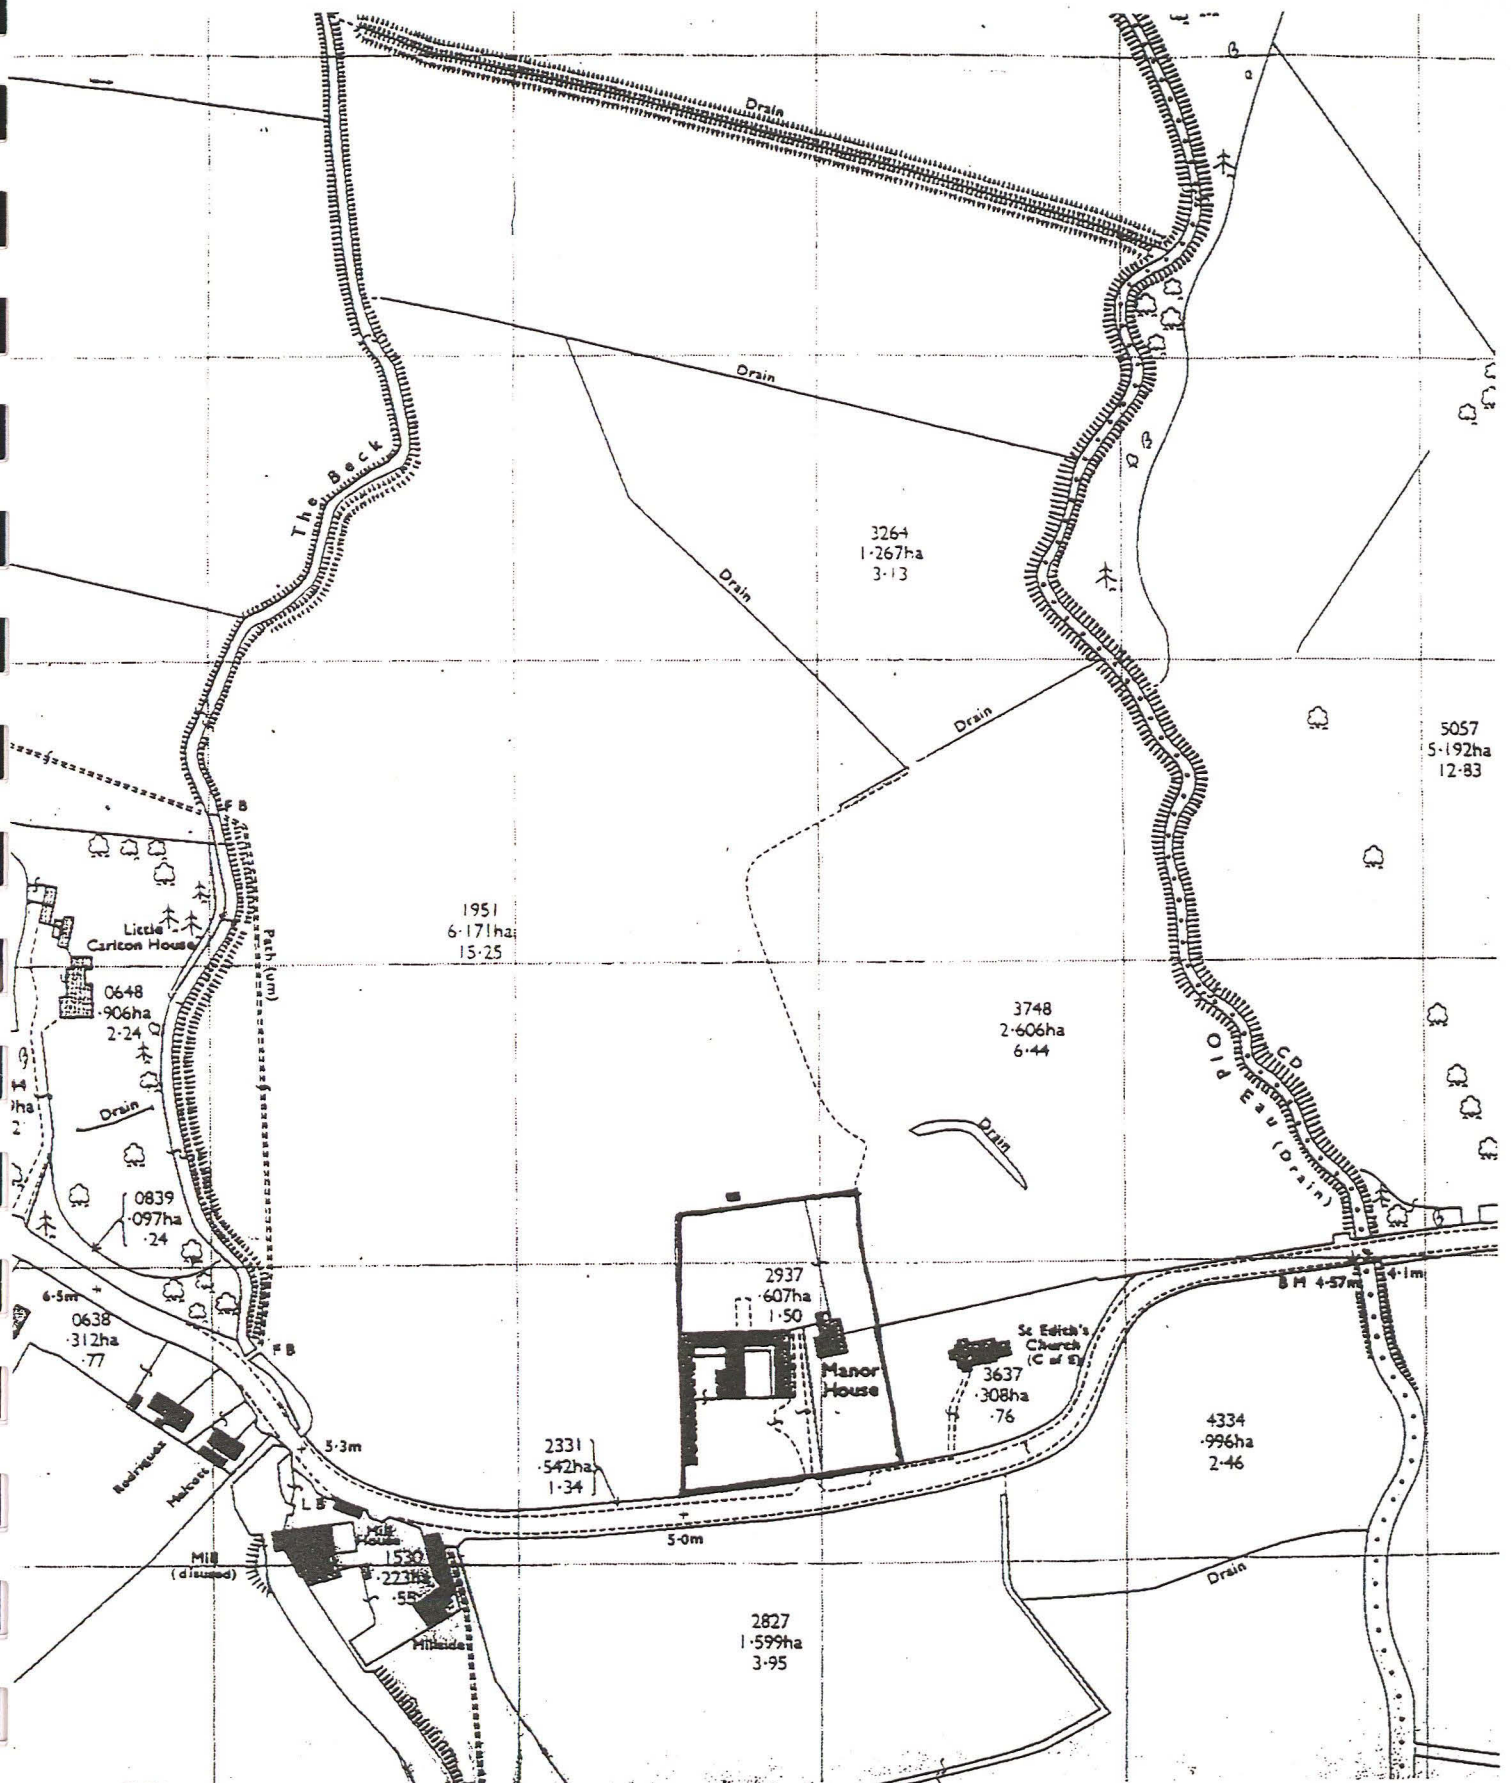 Drain
Drain
The Beck
3264
1·267ha
3·13
Drain
Drain
5057
5·192ha
12·83
F B
1951
6·171ha
15·25
Little
Carlton House
Path (um)
0648
·906ha
2·24
3748
2·606ha
6·44
CD
Old Eau (Drain)
Drain
Drain
0839
·097ha
·24
2937
·607ha
1·50
B M 4·57m
4·1m
6·5m
0638
·312ha
·77
F B
St Edith's
Church
(C of E)
Manor
House
3637
·308ha
·76
4334
·996ha
2·46
5·3m
2331
·542ha
1·34
Rodriguez
Malcott
L B
Mill
House
5·0m
Mill
(disused)
1530
·223ha
·55
Drain
Millside
2827
1·599ha
3·95